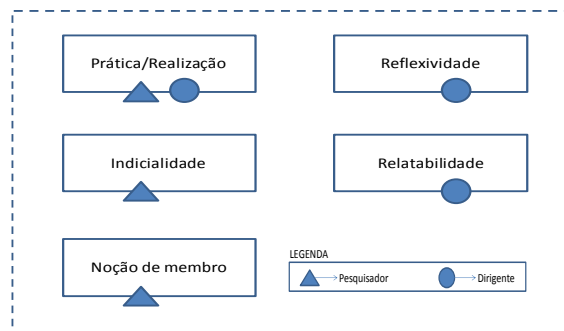 Prática/Realização
Reflexividade
Indicialidade
Relatabilidade
Noção de membro
LEGENDA
Pesquisador
Dirigente